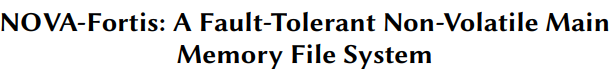 NOVA-Fortis: A Fault-Tolerant Non-Volatile Main
Memory File System